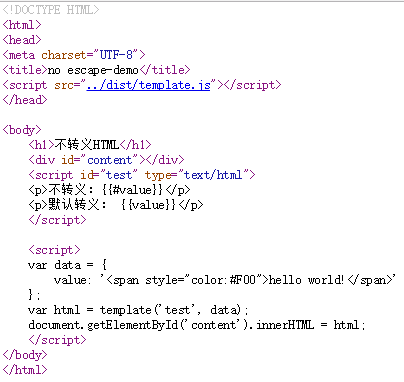 <!DOCTYPE HTML>
<html>
<head>
<meta charset="UTF-8">
<title>no escape-demo</title>
<script src="../dist/template.js"></script>
</head>
<body>
<h1>不转义HTML</h1>
<div id="content"></div>
<script id="test" type="text/html">
<p>不转义: {{#value}}</p>
<p>默认转义: {{value}}</p>
</script>
<script>
var data = {
value: '<span style="color:#F00">hello world!</span>'
};
var html = template('test', data);
document.getElementById('content').innerHTML = html;
</script>
</body>
</html>